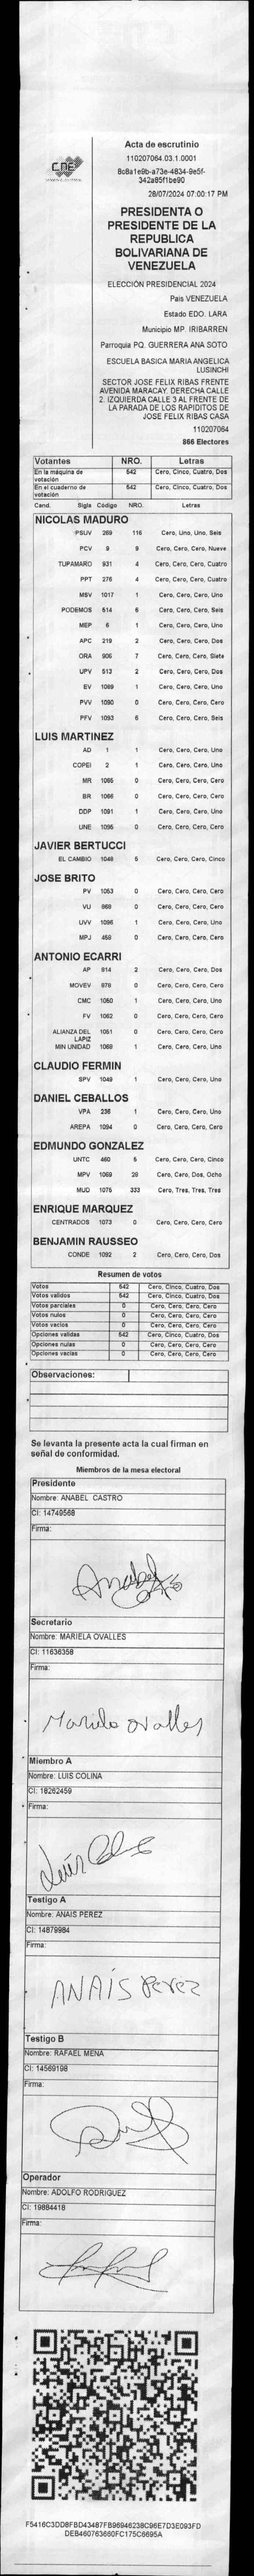 CNE
Acta de escrutinio
110207064.03.1.0001
8c8a1e9b-a73e-4834-9e5f-
342a85f1be90
28/07/2024 07:00:17 PM
PRESIDENTA O
PRESIDENTE DE LA
REPUBLICA
BOLIVARIANA DE
VENEZUELA
ELECCIÓN PRESIDENCIAL 2024
Pais VENEZUELA
Estado EDO. LARA
Municipio MP. IRIBARREN
Parroquia PQ. GUERRERA ANA SOTO
ESCUELA BASICA MARIA ANGELICA
LUSINCHI
SECTOR JOSE FELIX RIBAS FRENTE
AVENIDA MARACAY. DERECHA CALLE
2. IZQUIERDA CALLE 3 AL FRENTE DE
LA PARADA DE LOS RAPIDITOS DE
JOSE FELIX RIBAS CASA
110207064
866 Electores
Votantes NRO. Letras
En la máquina de votación 542 Cero, Cinco, Cuatro, Dos
En el cuaderno de votación 542 Cero, Cinco, Cuatro, Dos
Cand. Sigla Código NRO. Letras
NICOLAS MADURO
PSUV 269 116 Cero, Uno, Uno, Seis
PCV 9 9 Cero, Cero, Cero, Nueve
TUPAMARO 931 4 Cero, Cero, Cero, Cuatro
PPT 276 4 Cero, Cero, Cero, Cuatro
MSV 1017 1 Cero, Cero, Cero, Uno
PODEMOS 514 6 Cero, Cero, Cero, Seis
MEP 6 1 Cero, Cero, Cero, Uno
APC 219 2 Cero, Cero, Cero, Dos
ORA 906 7 Cero, Cero, Cero, Siete
UPV 513 2 Cero, Cero, Cero, Dos
EV 1089 1 Cero, Cero, Cero, Uno
PVV 1090 0 Cero, Cero, Cero, Cero
PFV 1093 6 Cero, Cero, Cero, Seis
LUIS MARTINEZ
AD 1 1 Cero, Cero, Cero, Uno
COPEI 2 1 Cero, Cero, Cero, Uno
MR 1065 0 Cero, Cero, Cero, Cero
BR 1066 0 Cero, Cero, Cero, Cero
DDP 1091 1 Cero, Cero, Cero, Uno
UNE 1095 0 Cero, Cero, Cero, Cero
JAVIER BERTUCCI
EL CAMBIO 1048 5 Cero, Cero, Cero, Cinco
JOSE BRITO
PV 1053 0 Cero, Cero, Cero, Cero
VU 868 0 Cero, Cero, Cero, Cero
UVV 1096 1 Cero, Cero, Cero, Uno
MPJ 458 0 Cero, Cero, Cero, Cero
ANTONIO ECARRI
AP 814 2 Cero, Cero, Cero, Dos
MOVEV 979 0 Cero, Cero, Cero, Cero
CMC 1050 1 Cero, Cero, Cero, Uno
FV 1062 0 Cero, Cero, Cero, Cero
ALIANZA DEL LAPIZ 1051 0 Cero, Cero, Cero, Cero
MIN UNIDAD 1069 1 Cero, Cero, Cero, Uno
CLAUDIO FERMIN
SPV 1049 1 Cero, Cero, Cero, Uno
DANIEL CEBALLOS
VPA 236 1 Cero, Cero, Cero, Uno
AREPA 1094 0 Cero, Cero, Cero, Cero
EDMUNDO GONZALEZ
UNTC 460 5 Cero, Cero, Cero, Cinco
MPV 1069 28 Cero, Cero, Dos, Ocho
MUD 1075 333 Cero, Tres, Tres, Tres
ENRIQUE MARQUEZ
CENTRADOS 1073 0 Cero, Cero, Cero, Cero
BENJAMIN RAUSSEO
CONDE 1092 2 Cero, Cero, Cero, Dos
Resumen de votos
Votos 542 Cero, Cinco, Cuatro, Dos
Votos validos 542 Cero, Cinco, Cuatro, Dos
Votos parciales 0 Cero, Cero, Cero, Cero
Votos nulos 0 Cero, Cero, Cero, Cero
Votos vacios 0 Cero, Cero, Cero, Cero
Opciones validas 542 Cero, Cinco, Cuatro, Dos
Opciones nulas 0 Cero, Cero, Cero, Cero
Opciones vacias 0 Cero, Cero, Cero, Cero
Observaciones:
Se levanta la presente acta la cual firman en
señal de conformidad.
Miembros de la mesa electoral
Presidente
Nombre: ANABEL CASTRO
CI: 14749568
Firma:
Secretario
Nombre: MARIELA OVALLES
CI: 11636358
Firma:
Mariela Ovalles
Miembro A
Nombre: LUIS COLINA
CI: 18262459
Firma:
Testigo A
Nombre: ANAIS PEREZ
CI: 14879984
Firma:
ANAÍS Perez
Testigo B
Nombre: RAFAEL MENA
CI: 14569198
Firma:
Operador
Nombre: ADOLFO RODRIGUEZ
CI: 19884418
Firma:
F5416C3DD8FBD43487FB96946238C96E7D3E093FD
DEB460763660FC175C6695A